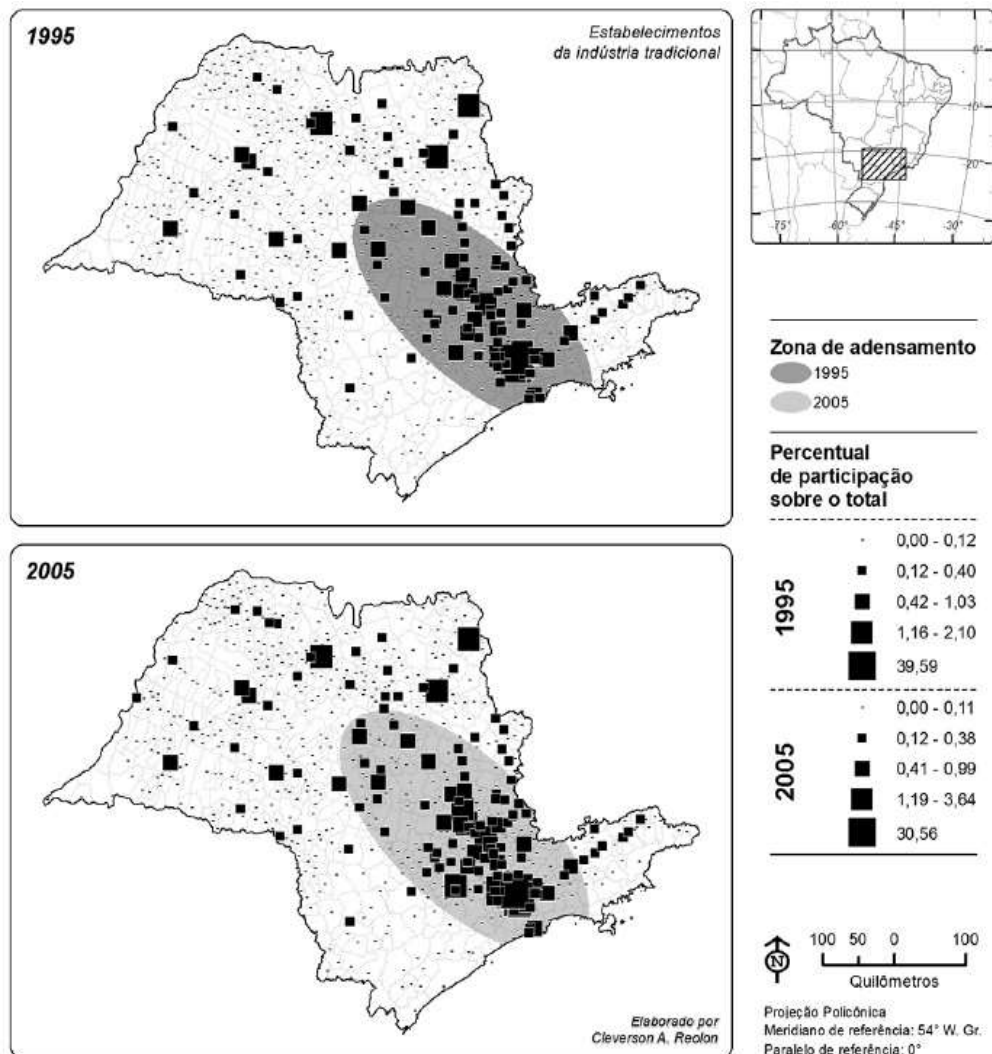 1995
Estabelecimentos
da indústria tradicional
0°
10°
20°
-75°
-60°
-45°
-30°
Zona de adensamento
1995
2005
Percentual
de participação
sobre o total
1995
0,00 - 0,12
0,12 - 0,40
0,42 - 1,03
1,16 - 2,10
39,59
2005
0,00 - 0,11
0,12 - 0,38
0,41 - 0,99
1,19 - 3,64
30,56
2005
Elaborado por
Cleverson A. Reolon
N
100 50 0 100
Quilômetros
Projeção Policônica
Meridiano de referência: 54° W. Gr.
Paralelo de referência: 0°